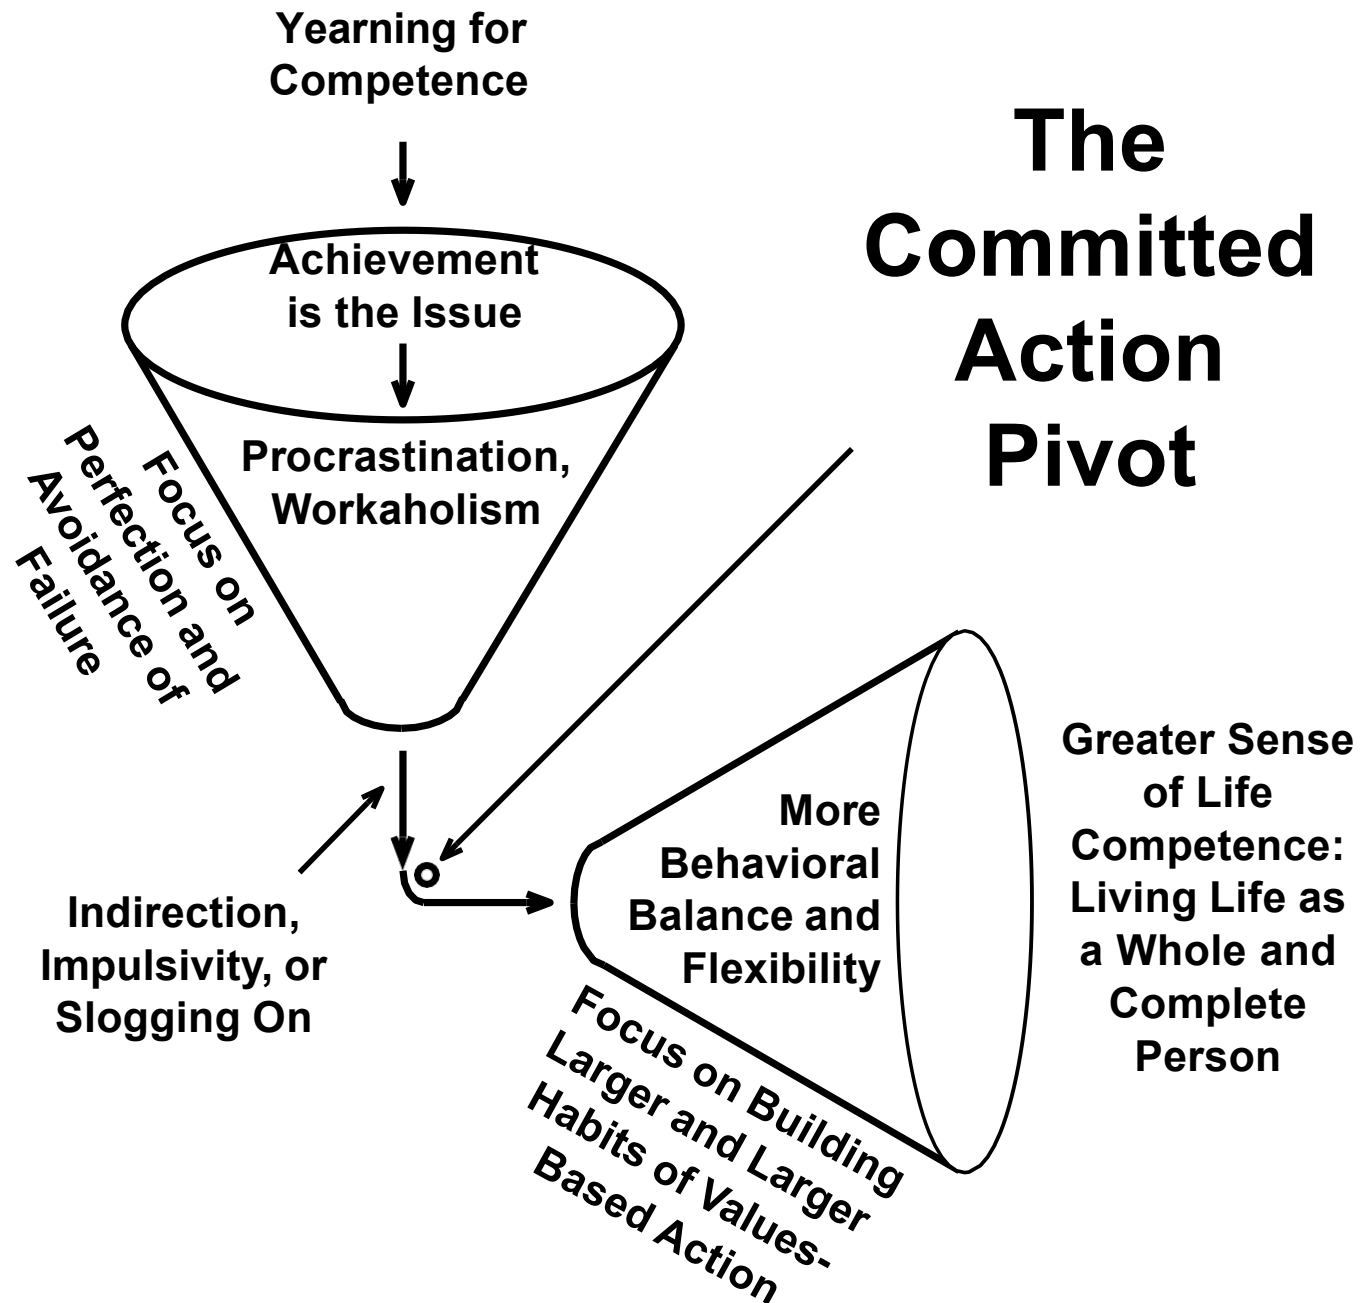 Yearning for
Competence
The
Committed
Action
Pivot
Achievement
is the Issue
Procrastination,
Workaholism
Focus on
Perfection and
Avoidance of
Failure
Indirection,
Impulsivity, or
Slogging On
More
Behavioral
Balance and
Flexibility
Focus on Building
Larger and Larger
Habits of Values-
Based Action
Greater Sense
of Life
Competence:
Living Life as
a Whole and
Complete
Person